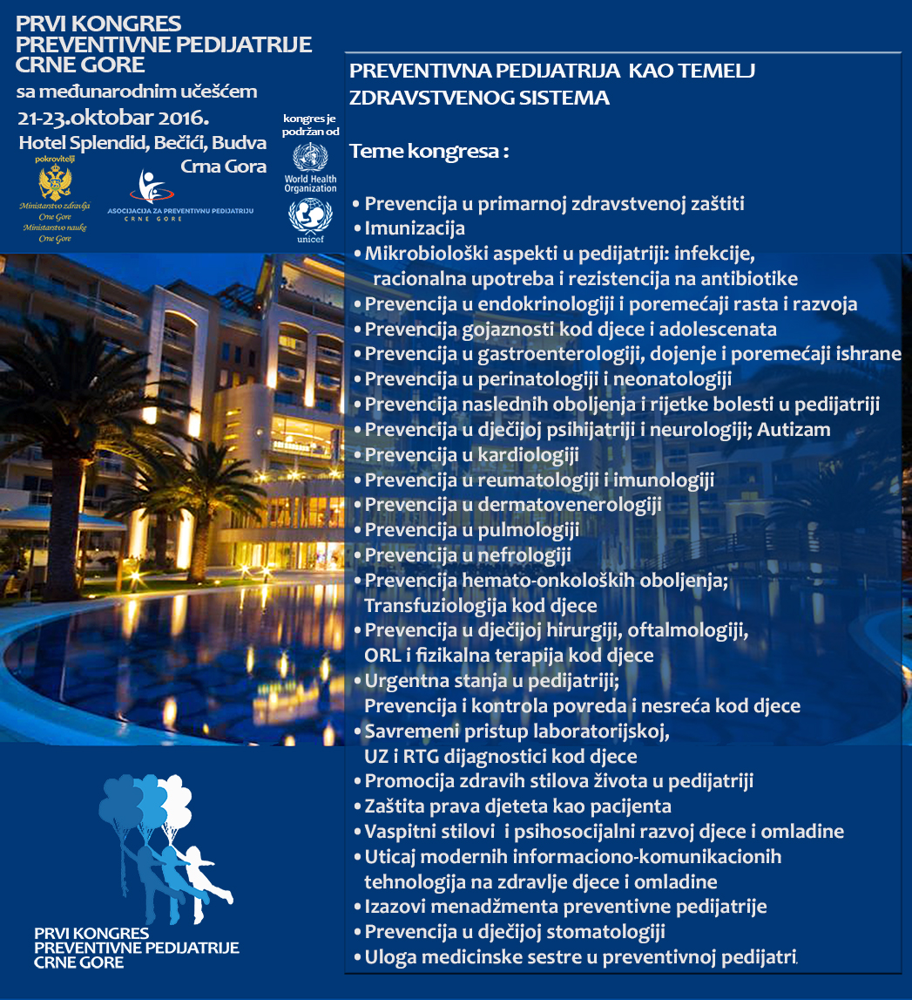 PRVI KONGRES
PREVENTIVNE PEDIJATRIJE
CRNE GORE
sa međunarodnim učešćem
21-23.oktobar 2016.
Hotel Splendid, Bečići, Budva
Crna Gora
pokrovitelji
Ministarstvo zdravlja
Crne Gore
Ministarstvo nauke
Crne Gore
ASOCIJACIJA ZA PREVENTIVNU PEDIJATRIJU
CRNE GORE
kongres je
podržan od
World Health
Organization
unicef
PREVENTIVNA PEDIJATRIJA KAO TEMELJ
ZDRAVSTVENOG SISTEMA
Teme kongresa :
• Prevencija u primarnoj zdravstvenoj zaštiti
• Imunizacija
• Mikrobiološki aspekti u pedijatriji: infekcije,
racionalna upotreba i rezistencija na antibiotike
• Prevencija u endokrinologiji i poremećaji rasta i razvoja
• Prevencija gojaznosti kod djece i adolescenata
• Prevencija u gastroenterologiji, dojenje i poremećaji ishrane
• Prevencija u perinatologiji i neonatologiji
• Prevencija naslednih oboljenja i rijetke bolesti u pedijatriji
• Prevencija u dječijoj psihijatriji i neurologiji; Autizam
• Prevencija u kardiologiji
• Prevencija u reumatologiji i imunologiji
• Prevencija u dermatovenerologiji
• Prevencija u pulmologiji
• Prevencija u nefrologiji
• Prevencija hemato-onkoloških oboljenja;
Transfuziologija kod djece
• Prevencija u dječijoj hirurgiji, oftalmologiji,
ORL i fizikalna terapija kod djece
• Urgentna stanja u pedijatriji;
Prevencija i kontrola povreda i nesreća kod djece
• Savremeni pristup laboratorijskoj,
UZ i RTG dijagnostici kod djece
• Promocija zdravih stilova života u pedijatriji
• Zaštita prava djeteta kao pacijenta
• Vaspitni stilovi i psihosocijalni razvoj djece i omladine
• Uticaj modernih informaciono-komunikacionih
tehnologija na zdravlje djece i omladine
• Izazovi menadžmenta preventivne pedijatrije
• Prevencija u dječijoj stomatologiji
• Uloga medicinske sestre u preventivnoj pedijatri.
PRVI KONGRES
PREVENTIVNE PEDIJATRIJE
CRNE GORE